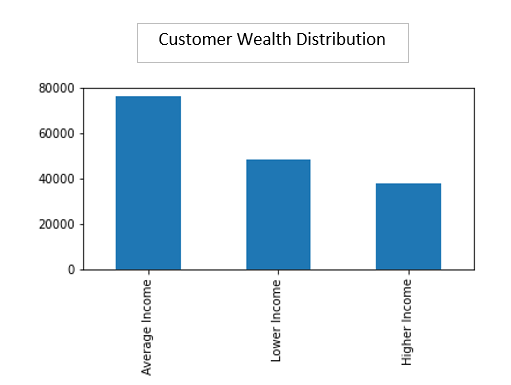 Customer Wealth Distribution
80000
60000
40000
20000
0
Average Income
Lower Income
Higher Income